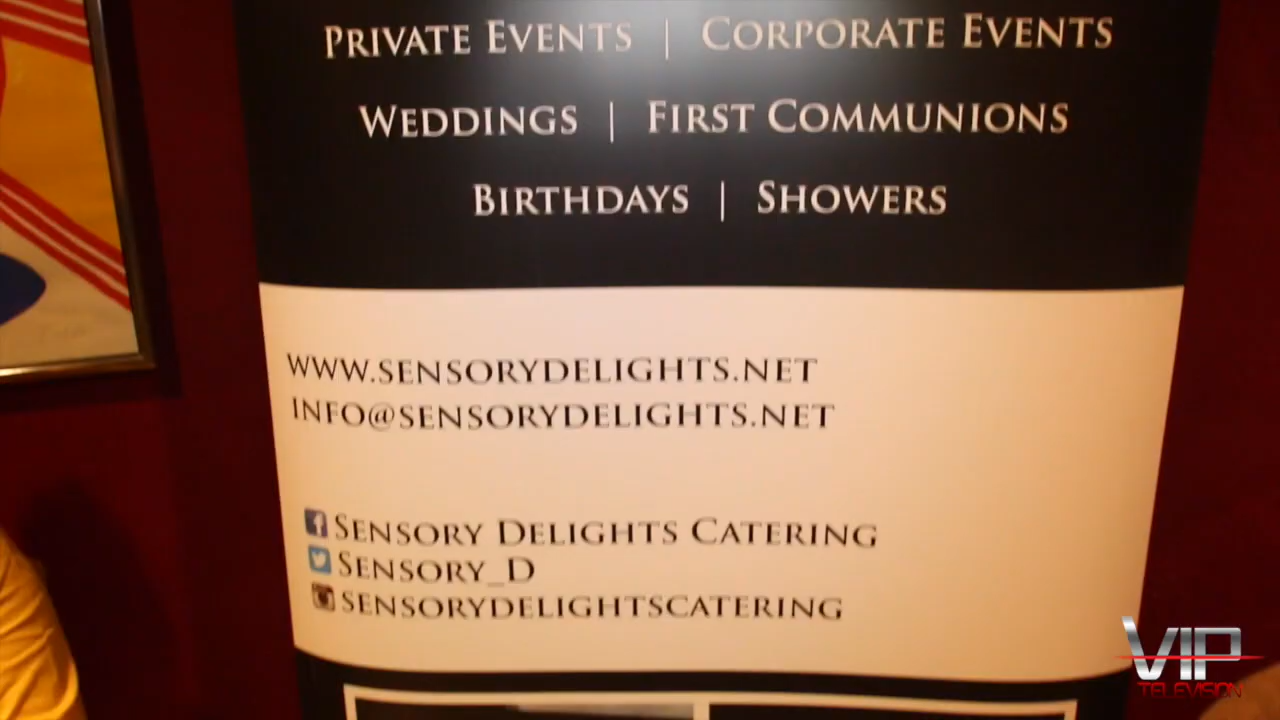 PRIVATE EVENTS | CORPORATE EVENTS
WEDDINGS | FIRST COMMUNIONS
BIRTHDAYS | SHOWERS
WWW.SENSORYDELIGHTS.NET
INFO@SENSORYDELIGHTS.NET
SENSORY DELIGHTS CATERING
SENSORY_D
SENSORYDELIGHTSCATERING
VIP
TELEVISION